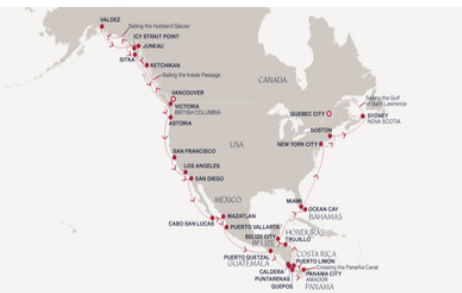 VALDEZ
Sailing the Hubbard Glacier
ICY STRAIT POINT
JUNEAU
SITKA
KETCHIKAN
Sailing the Inside Passage
CANADA
VANCOUVER
VICTORIA
BRITISH COLUMBIA
ASTORIA
QUEBEC CITY
Sailing the Gulf
of Saint Lawrence
SYDNEY
NOVA SCOTIA
BOSTON
NEW YORK CITY
USA
SAN FRANCISCO
LOS ANGELES
SAN DIEGO
MEXICO
MIAMI
OCEAN CAY
BAHAMAS
CABO SAN LUCAS
MAZATLAN
PUERTO VALLARTA
BELIZE CITY
BELIZE
HONDURAS
TRUJILLO
PUERTO QUETZAL
GUATEMALA
COSTA RICA
PUERTO LIMÓN
Cruising the Panama Canal
CALDERA
PUNTARENAS
QUEPOS
PANAMA CITY
AMADOR
PANAMA